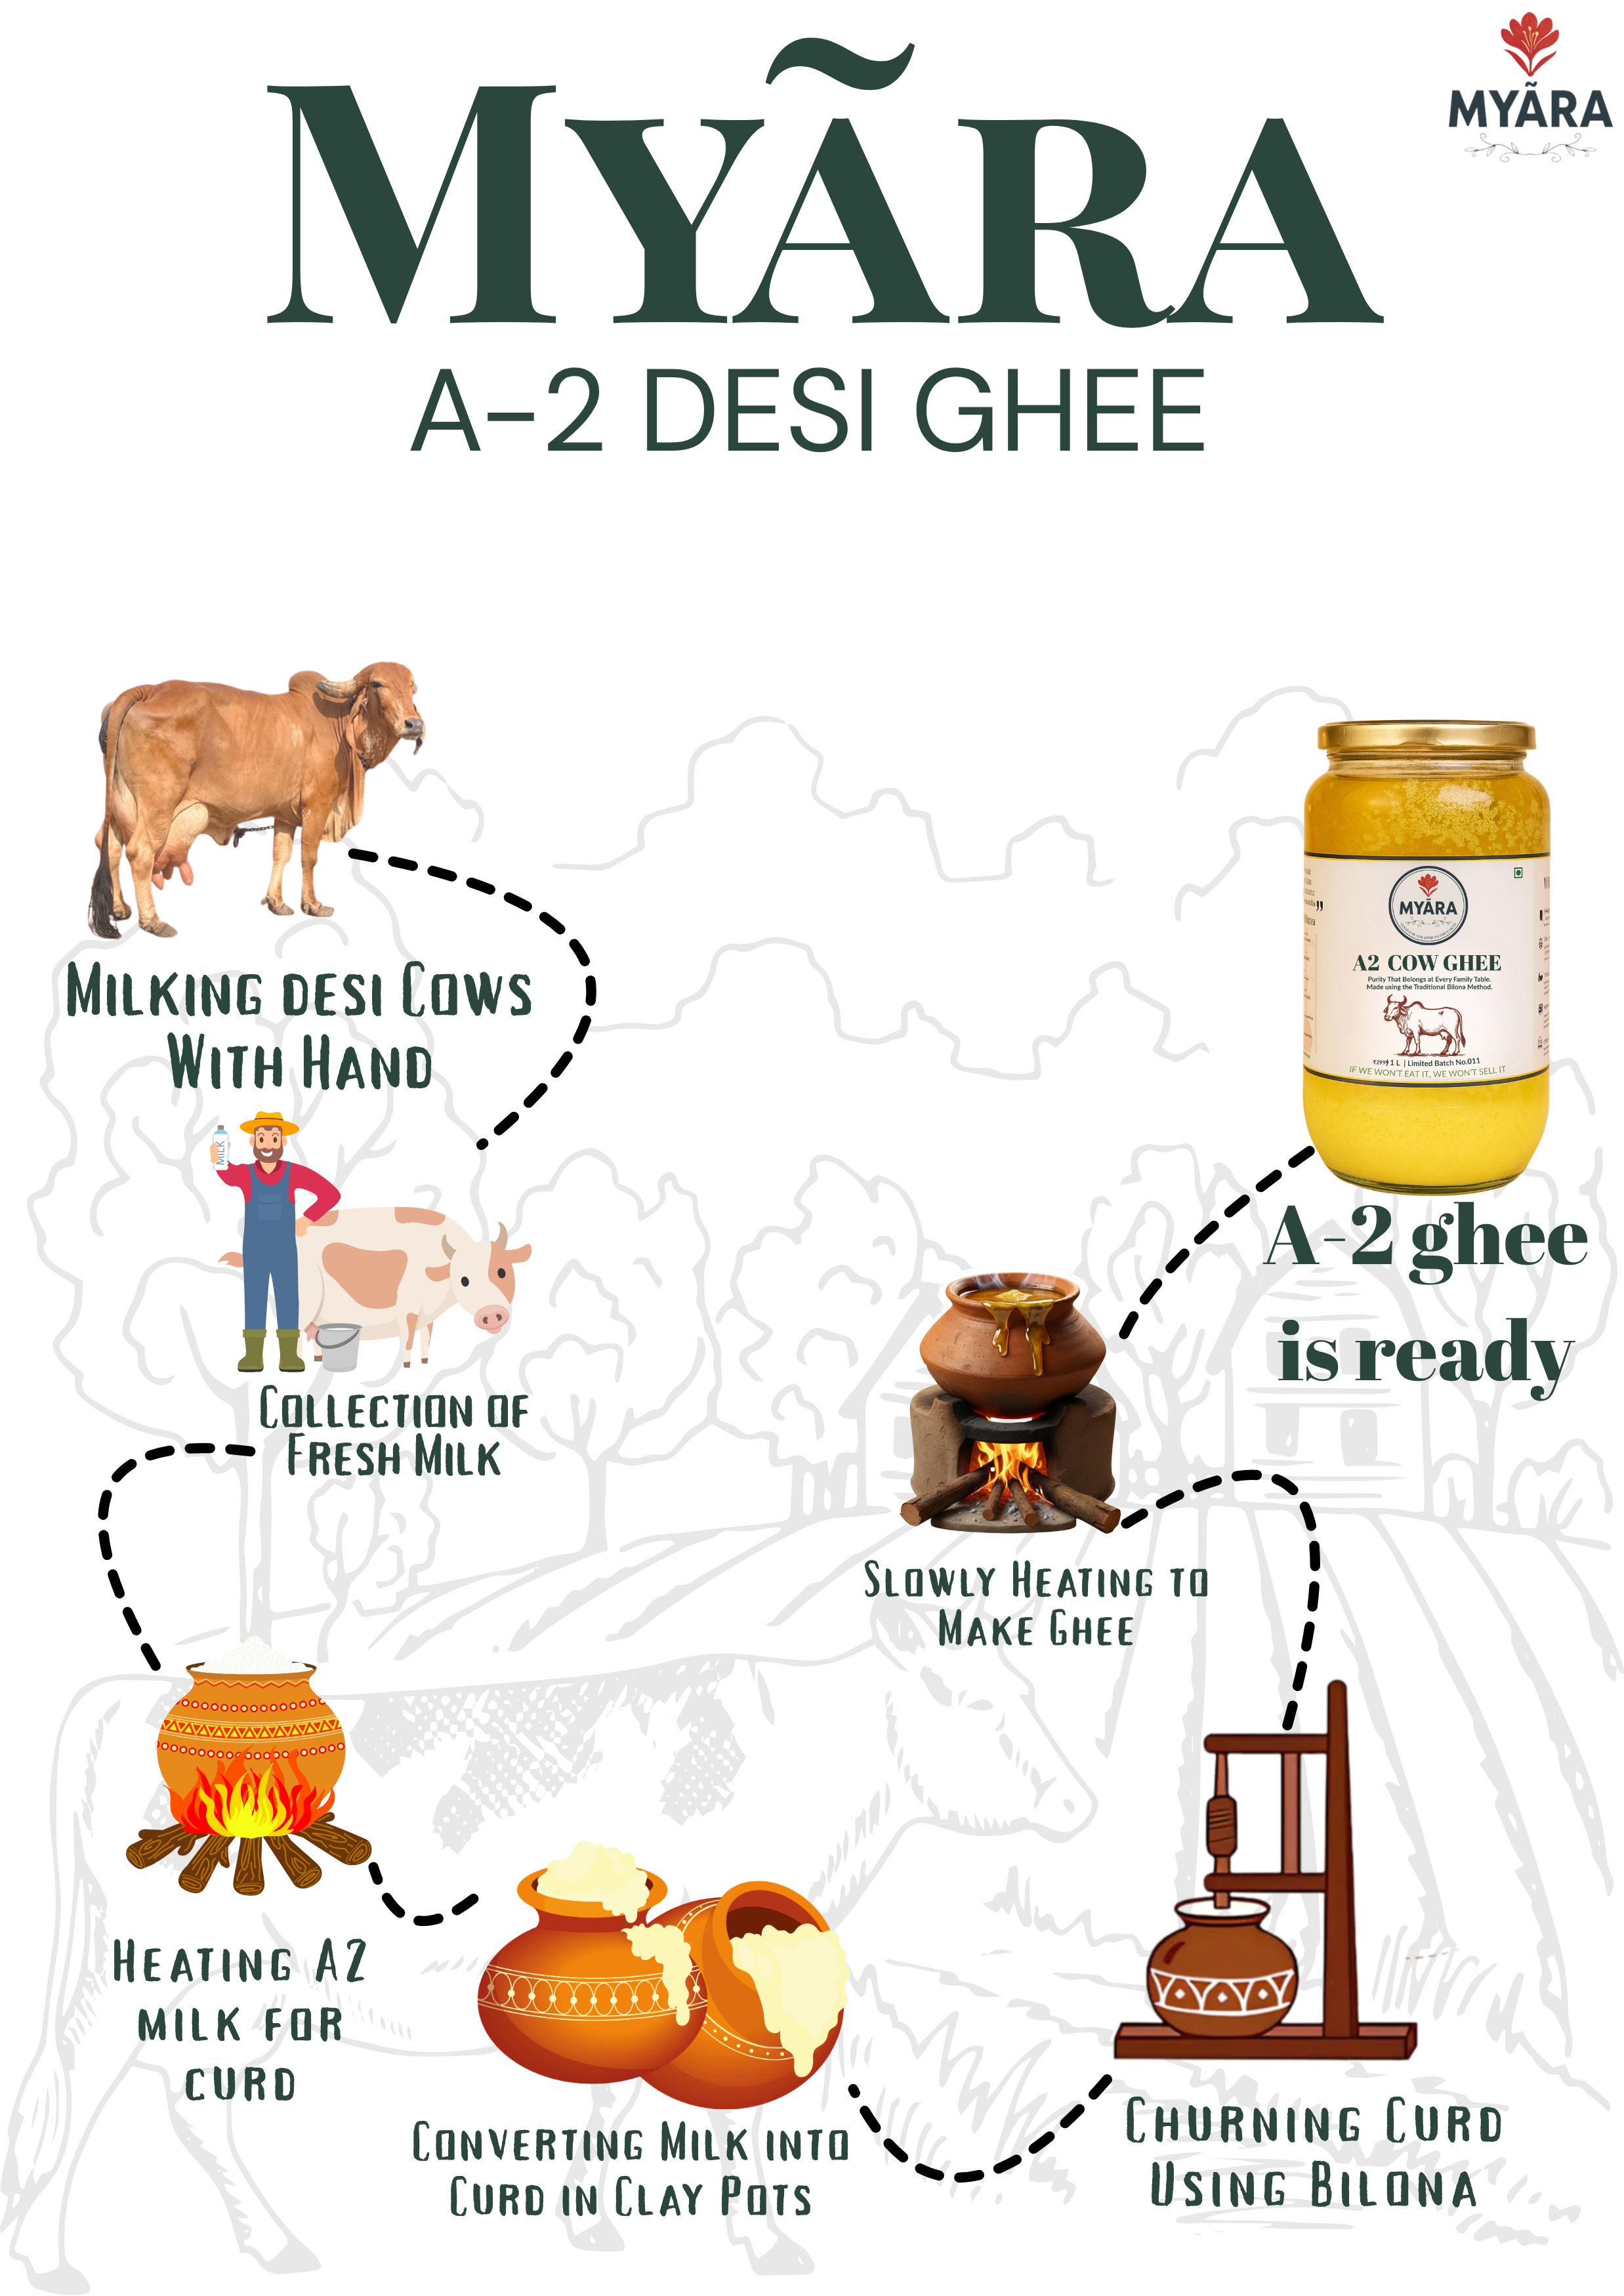 MYÃRA
MYÃRA
A-2 DESI GHEE
MILKING DESI COWS
WITH HAND
MILK
COLLECTION OF
FRESH MILK
HEATING A2
MILK FOR
CURD
CONVERTING MILK INTO
CURD IN CLAY POTS
CHURNING CURD
USING BILONA
SLOWLY HEATING TO
MAKE GHEE
MYÃRA
A2 COW GHEE
Purity That Belongs at Every Family Table.
Made using the Traditional Bilona Method.
1 L | Limited Batch No.011
IF WE WON'T EAT IT, WE WON'T SELL IT
A-2 ghee
is ready